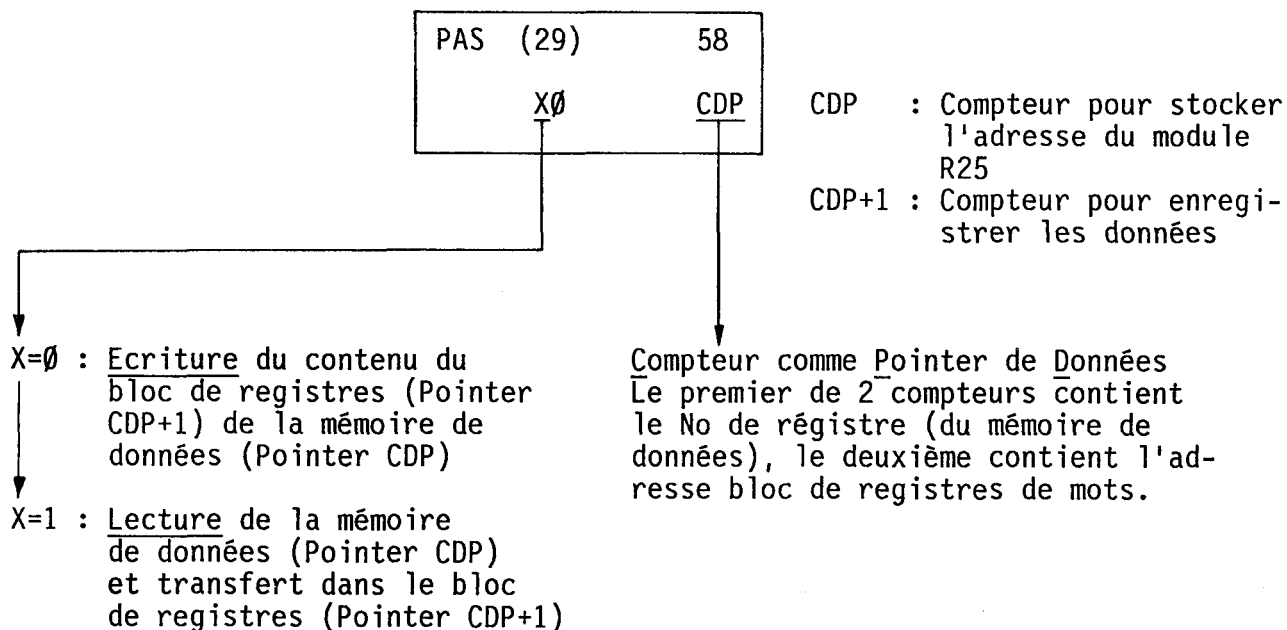 PAS (29) 58
XØ CDP
CDP : Compteur pour stocker
l'adresse du module
R25
CDP+1 : Compteur pour enregi-
strer les données
X=Ø : Ecriture du contenu du
bloc de registres (Pointer
CDP+1) de la mémoire de
données (Pointer CDP)
X=1 : Lecture de la mémoire
de données (Pointer CDP)
et transfert dans le bloc
de registres (Pointer CDP+1)
Compteur comme Pointer de Données
Le premier de 2 compteurs contient
le No de régistre (du mémoire de
données), le deuxième contient l'ad-
resse bloc de registres de mots.